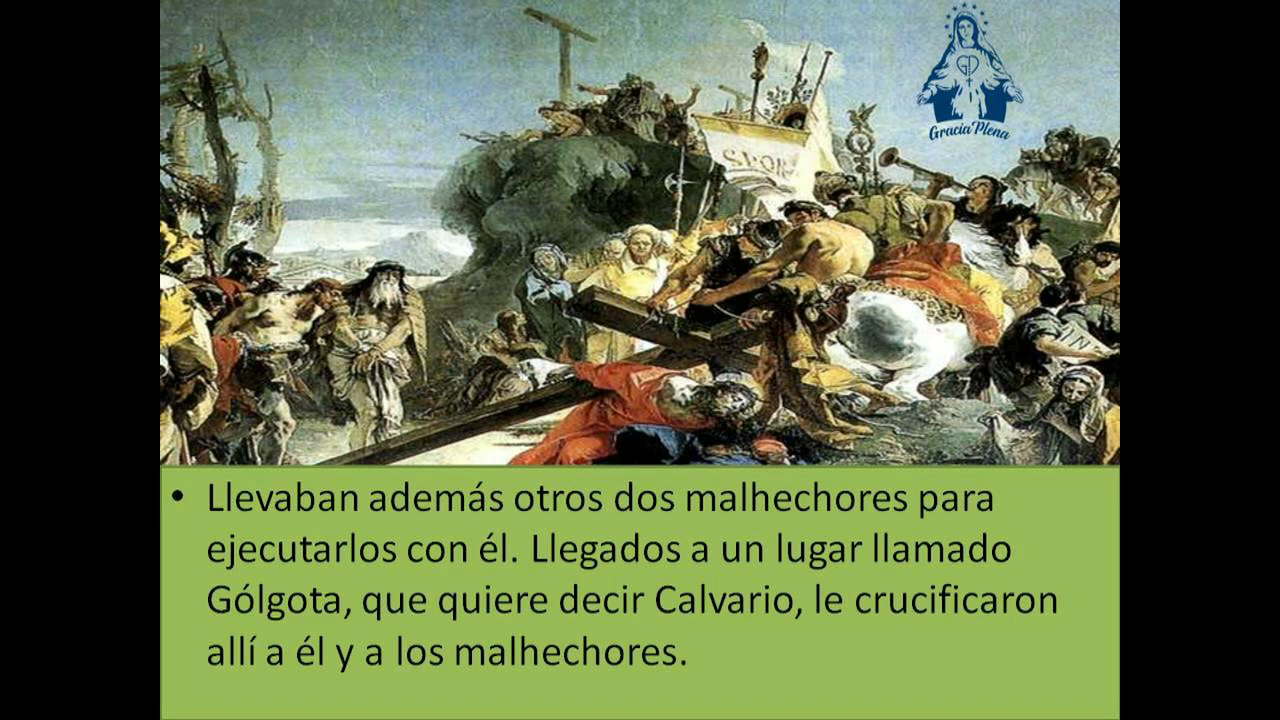 Gracia Plena
SPQR
• Llevaban además otros dos malhechores para
ejecutarlos con él. Llegados a un lugar llamado
Gólgota, que quiere decir Calvario, le crucificaron
allí a él y a los malhechores.